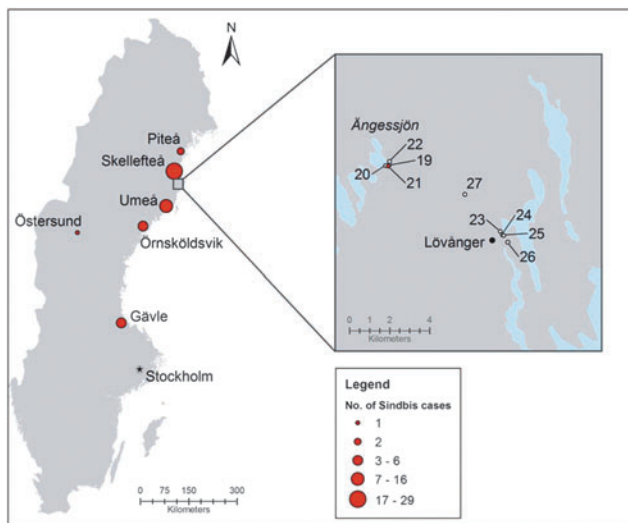 N
Piteå
Skellefteå
Umeå
Östersund
Örnsköldsvik
Gävle
Stockholm
0 75 150 225 300
Kilometers
Ängessjön
22
19
20
21
27
24
23
25
Lövånger
26
0 1 2 4
Kilometers
Legend
No. of Sindbis cases
1
2
3 - 6
7 - 16
17 - 29